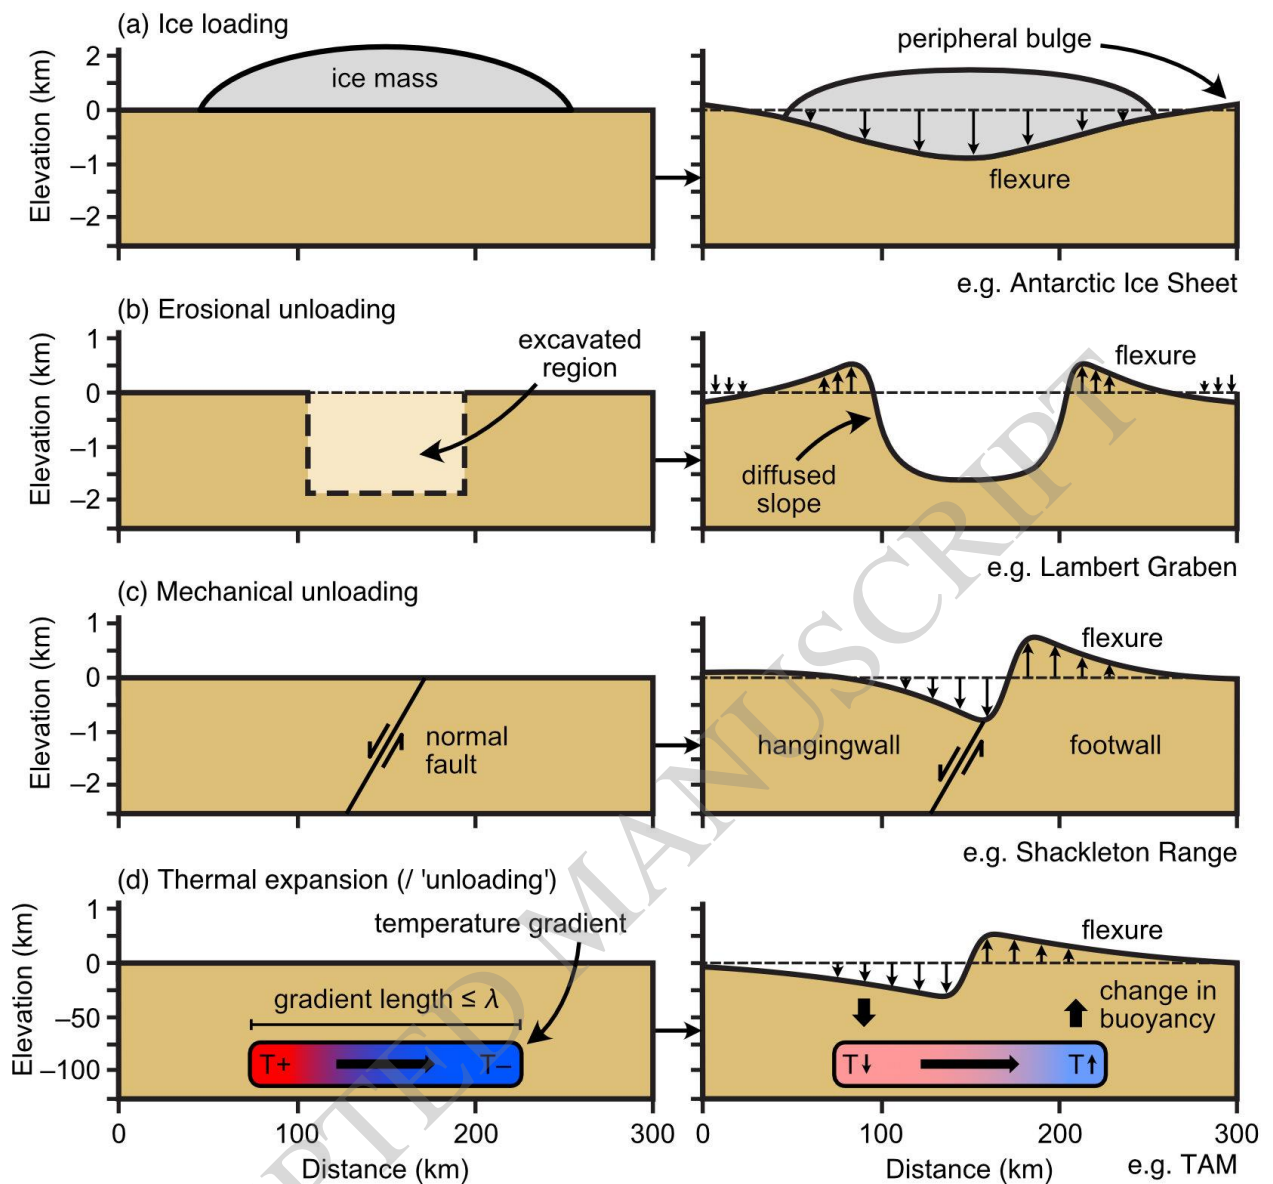 (a) Ice loading
Elevation (km)
2
0
–1
–2
ice mass
peripheral bulge
flexure
e.g. Antarctic Ice Sheet
(b) Erosional unloading
Elevation (km)
1
0
–1
–2
excavated
region
flexure
diffused
slope
e.g. Lambert Graben
(c) Mechanical unloading
Elevation (km)
1
0
–1
–2
normal
fault
flexure
hangingwall
footwall
e.g. Shackleton Range
(d) Thermal expansion (/ 'unloading')
Elevation (km)
1
0
–50
–100
temperature gradient
gradient length ≤ λ
T+
T–
flexure
change in
buoyancy
T↓
T↑
0
100
200
300
Distance (km)
0
100
200
300
Distance (km)
e.g. TAM
PTED MANUSCRIPT